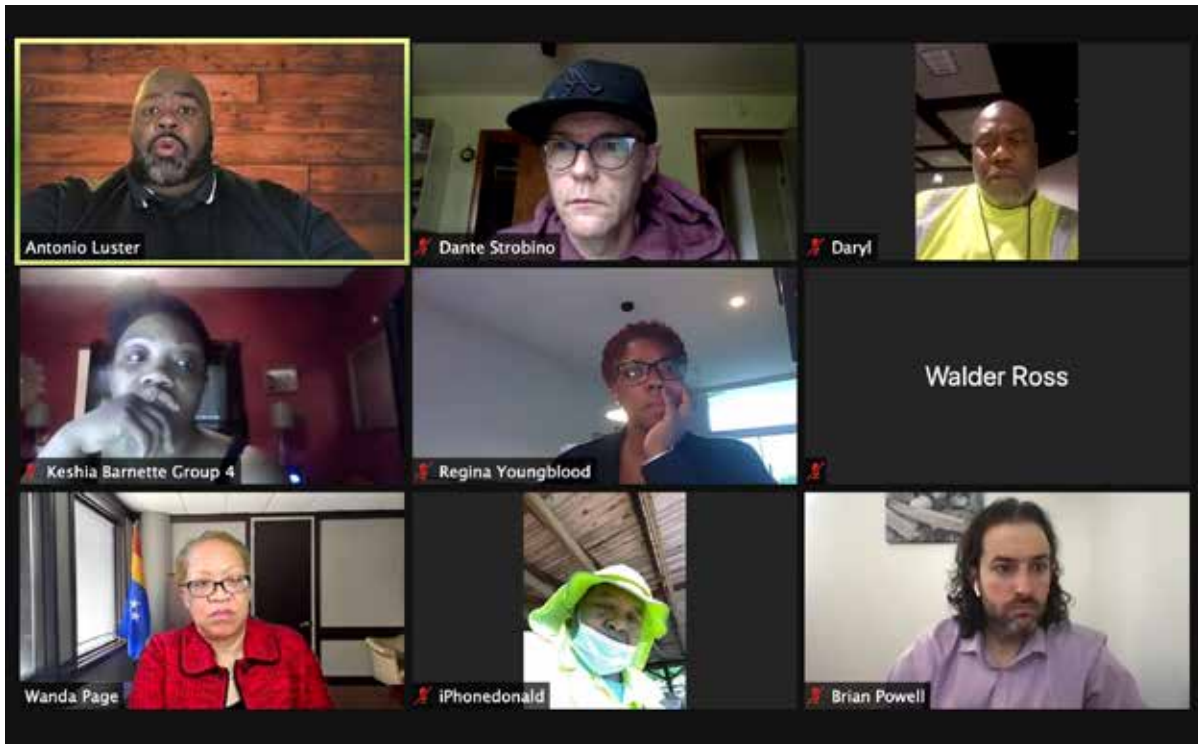 Antonio Luster
Dante Strobino
Daryl
Keshia Barnette Group 4
Regina Youngblood
Walder Ross
Wanda Page
iPhonedonald
Brian Powell